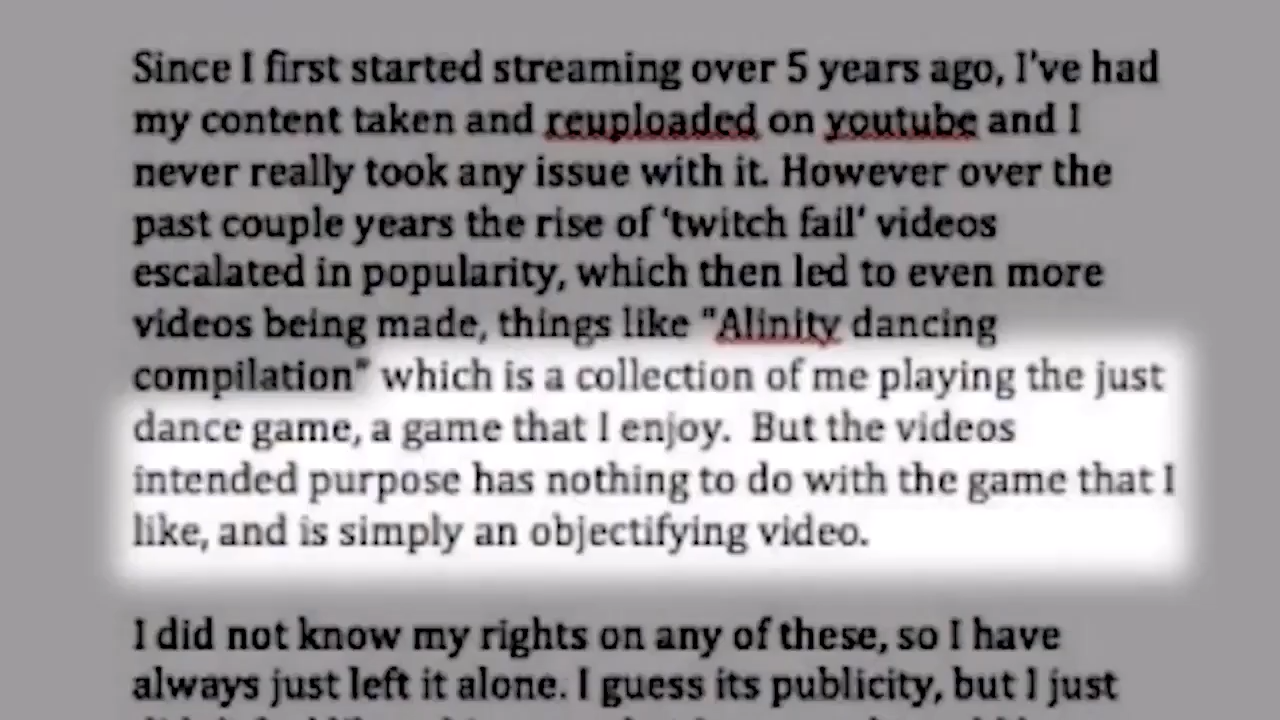 Since I first started streaming over 5 years ago, I've had
my content taken and reuploaded on youtube and I
never really took any issue with it. However over the
past couple years the rise of 'twitch fail' videos
escalated in popularity, which then led to even more
videos being made, things like "Alinity dancing
compilation" which is a collection of me playing the just
dance game, a game that I enjoy.  But the videos
intended purpose has nothing to do with the game that I
like, and is simply an objectifying video.
I did not know my rights on any of these, so I have
always just left it alone. I guess its publicity, but I just